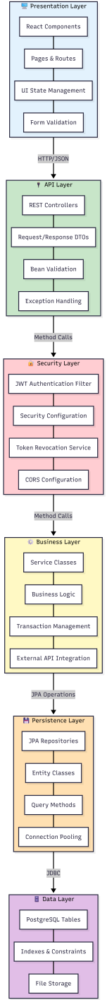 Presentation Layer
React Components
Pages & Routes
UI State Management
Form Validation
HTTP/JSON
API Layer
REST Controllers
Request/Response DTOs
Bean Validation
Exception Handling
Method Calls
Security Layer
JWT Authentication Filter
Security Configuration
Token Revocation Service
CORS Configuration
Method Calls
Business Layer
Service Classes
Business Logic
Transaction Management
External API Integration
JPA Operations
Persistence Layer
JPA Repositories
Entity Classes
Query Methods
Connection Pooling
JDBC
Data Layer
PostgreSQL Tables
Indexes & Constraints
File Storage